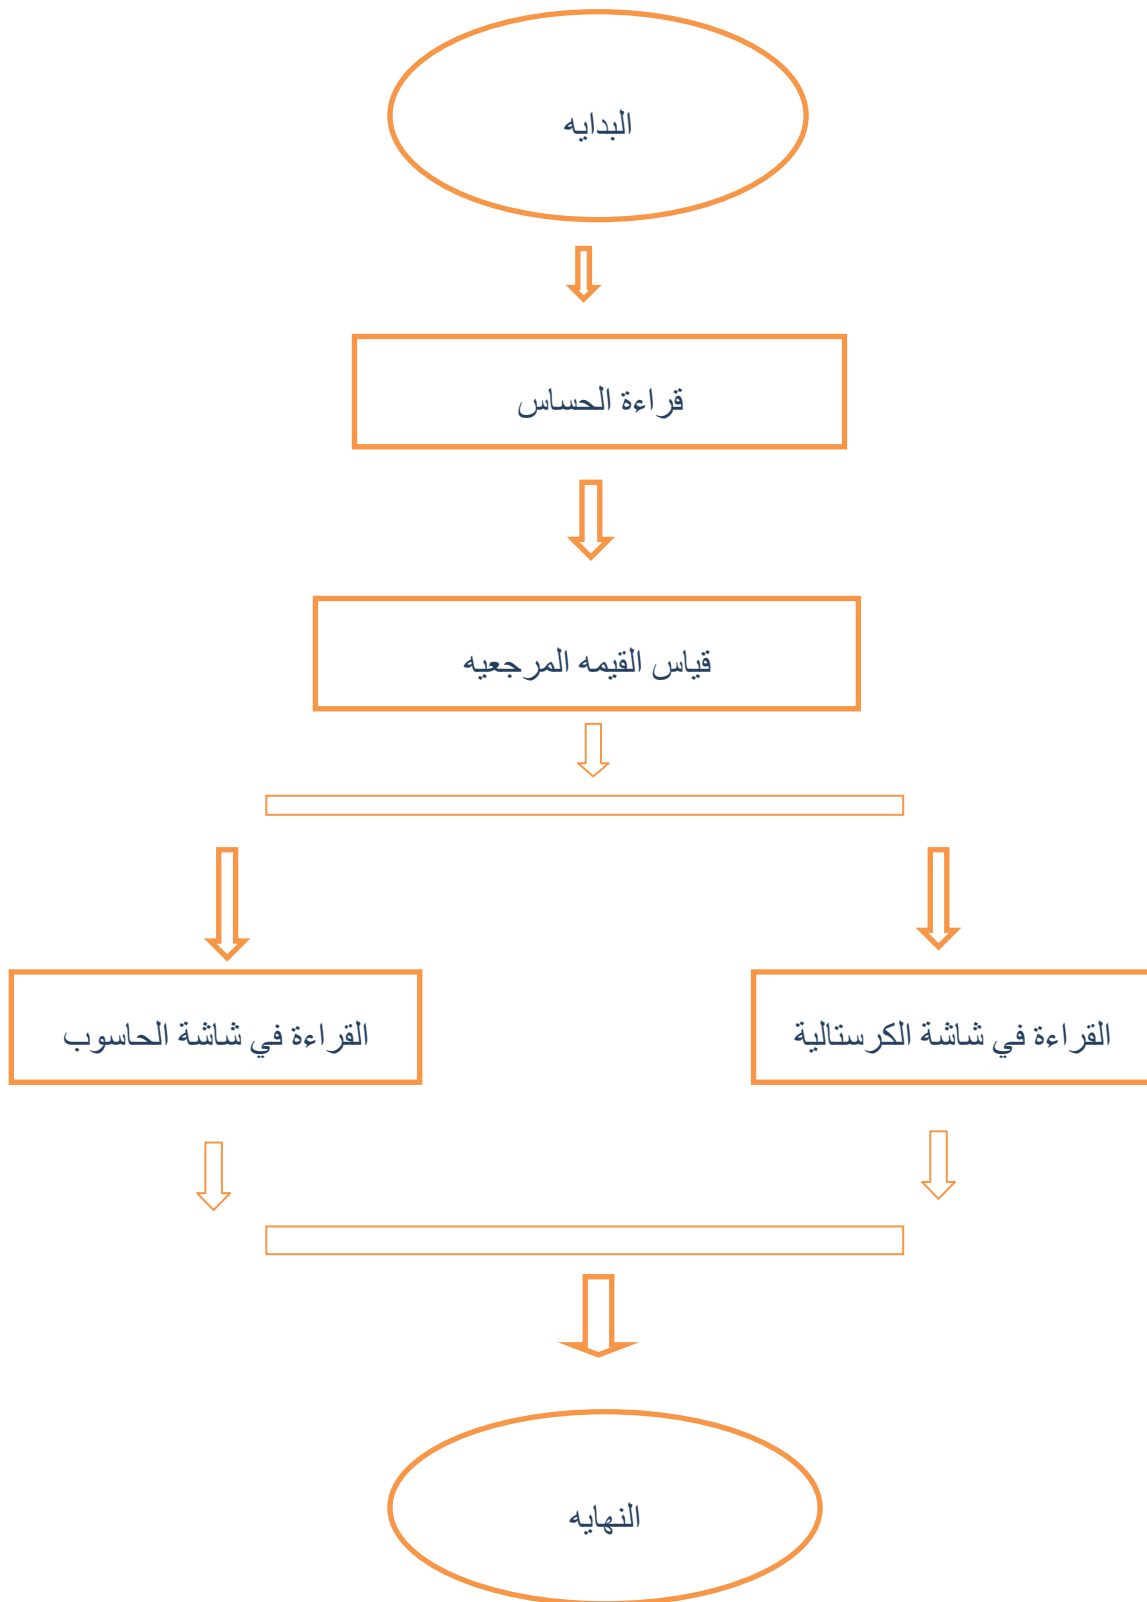 البدايه
قراءة الحساس
قياس القيمه المرجعيه
القراءة في شاشة الكرستالية
القراءة في شاشة الحاسوب
النهايه